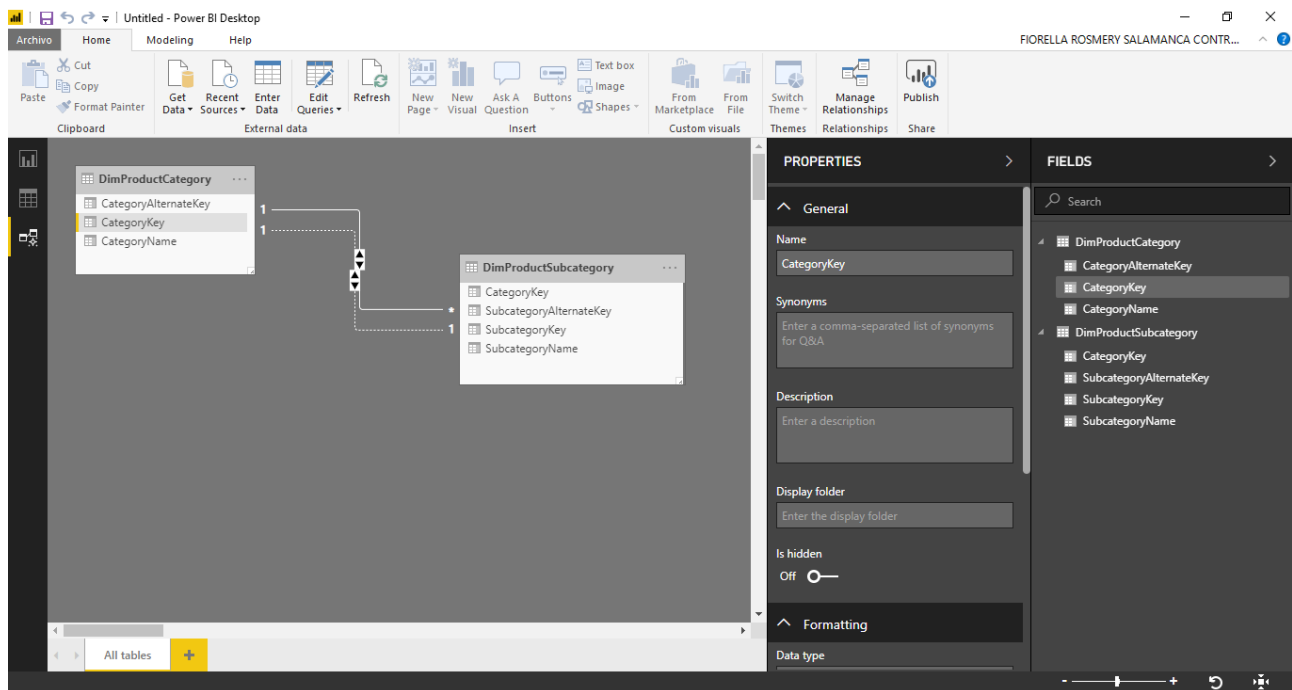 Untitled - Power BI Desktop
Archivo Home Modeling Help FIORELLA ROSMERY SALAMANCA CONTR... ?
Paste Cut Copy Format Painter
Get Data Recent Sources Enter Data Edit Queries Refresh
New Page New Visual Ask A Question Buttons Text box Image Shapes
From Marketplace From File Switch Theme Manage Relationships Publish
Clipboard External data Insert Custom visuals Themes Relationships Share
DimProductCategory ...
CategoryAlternateKey
CategoryKey
CategoryName
1
1
DimProductSubcategory ...
CategoryKey
* SubcategoryAlternateKey
1 SubcategoryKey
SubcategoryName
All tables +
PROPERTIES
General
Name
CategoryKey
Synonyms
Enter a comma-separated list of synonyms
for Q&A
Description
Enter a description
Display folder
Enter the display folder
Is hidden
Off
Formatting
Data type
FIELDS
Search
DimProductCategory
CategoryAlternateKey
CategoryKey
CategoryName
DimProductSubcategory
CategoryKey
SubcategoryAlternateKey
SubcategoryKey
SubcategoryName
- +